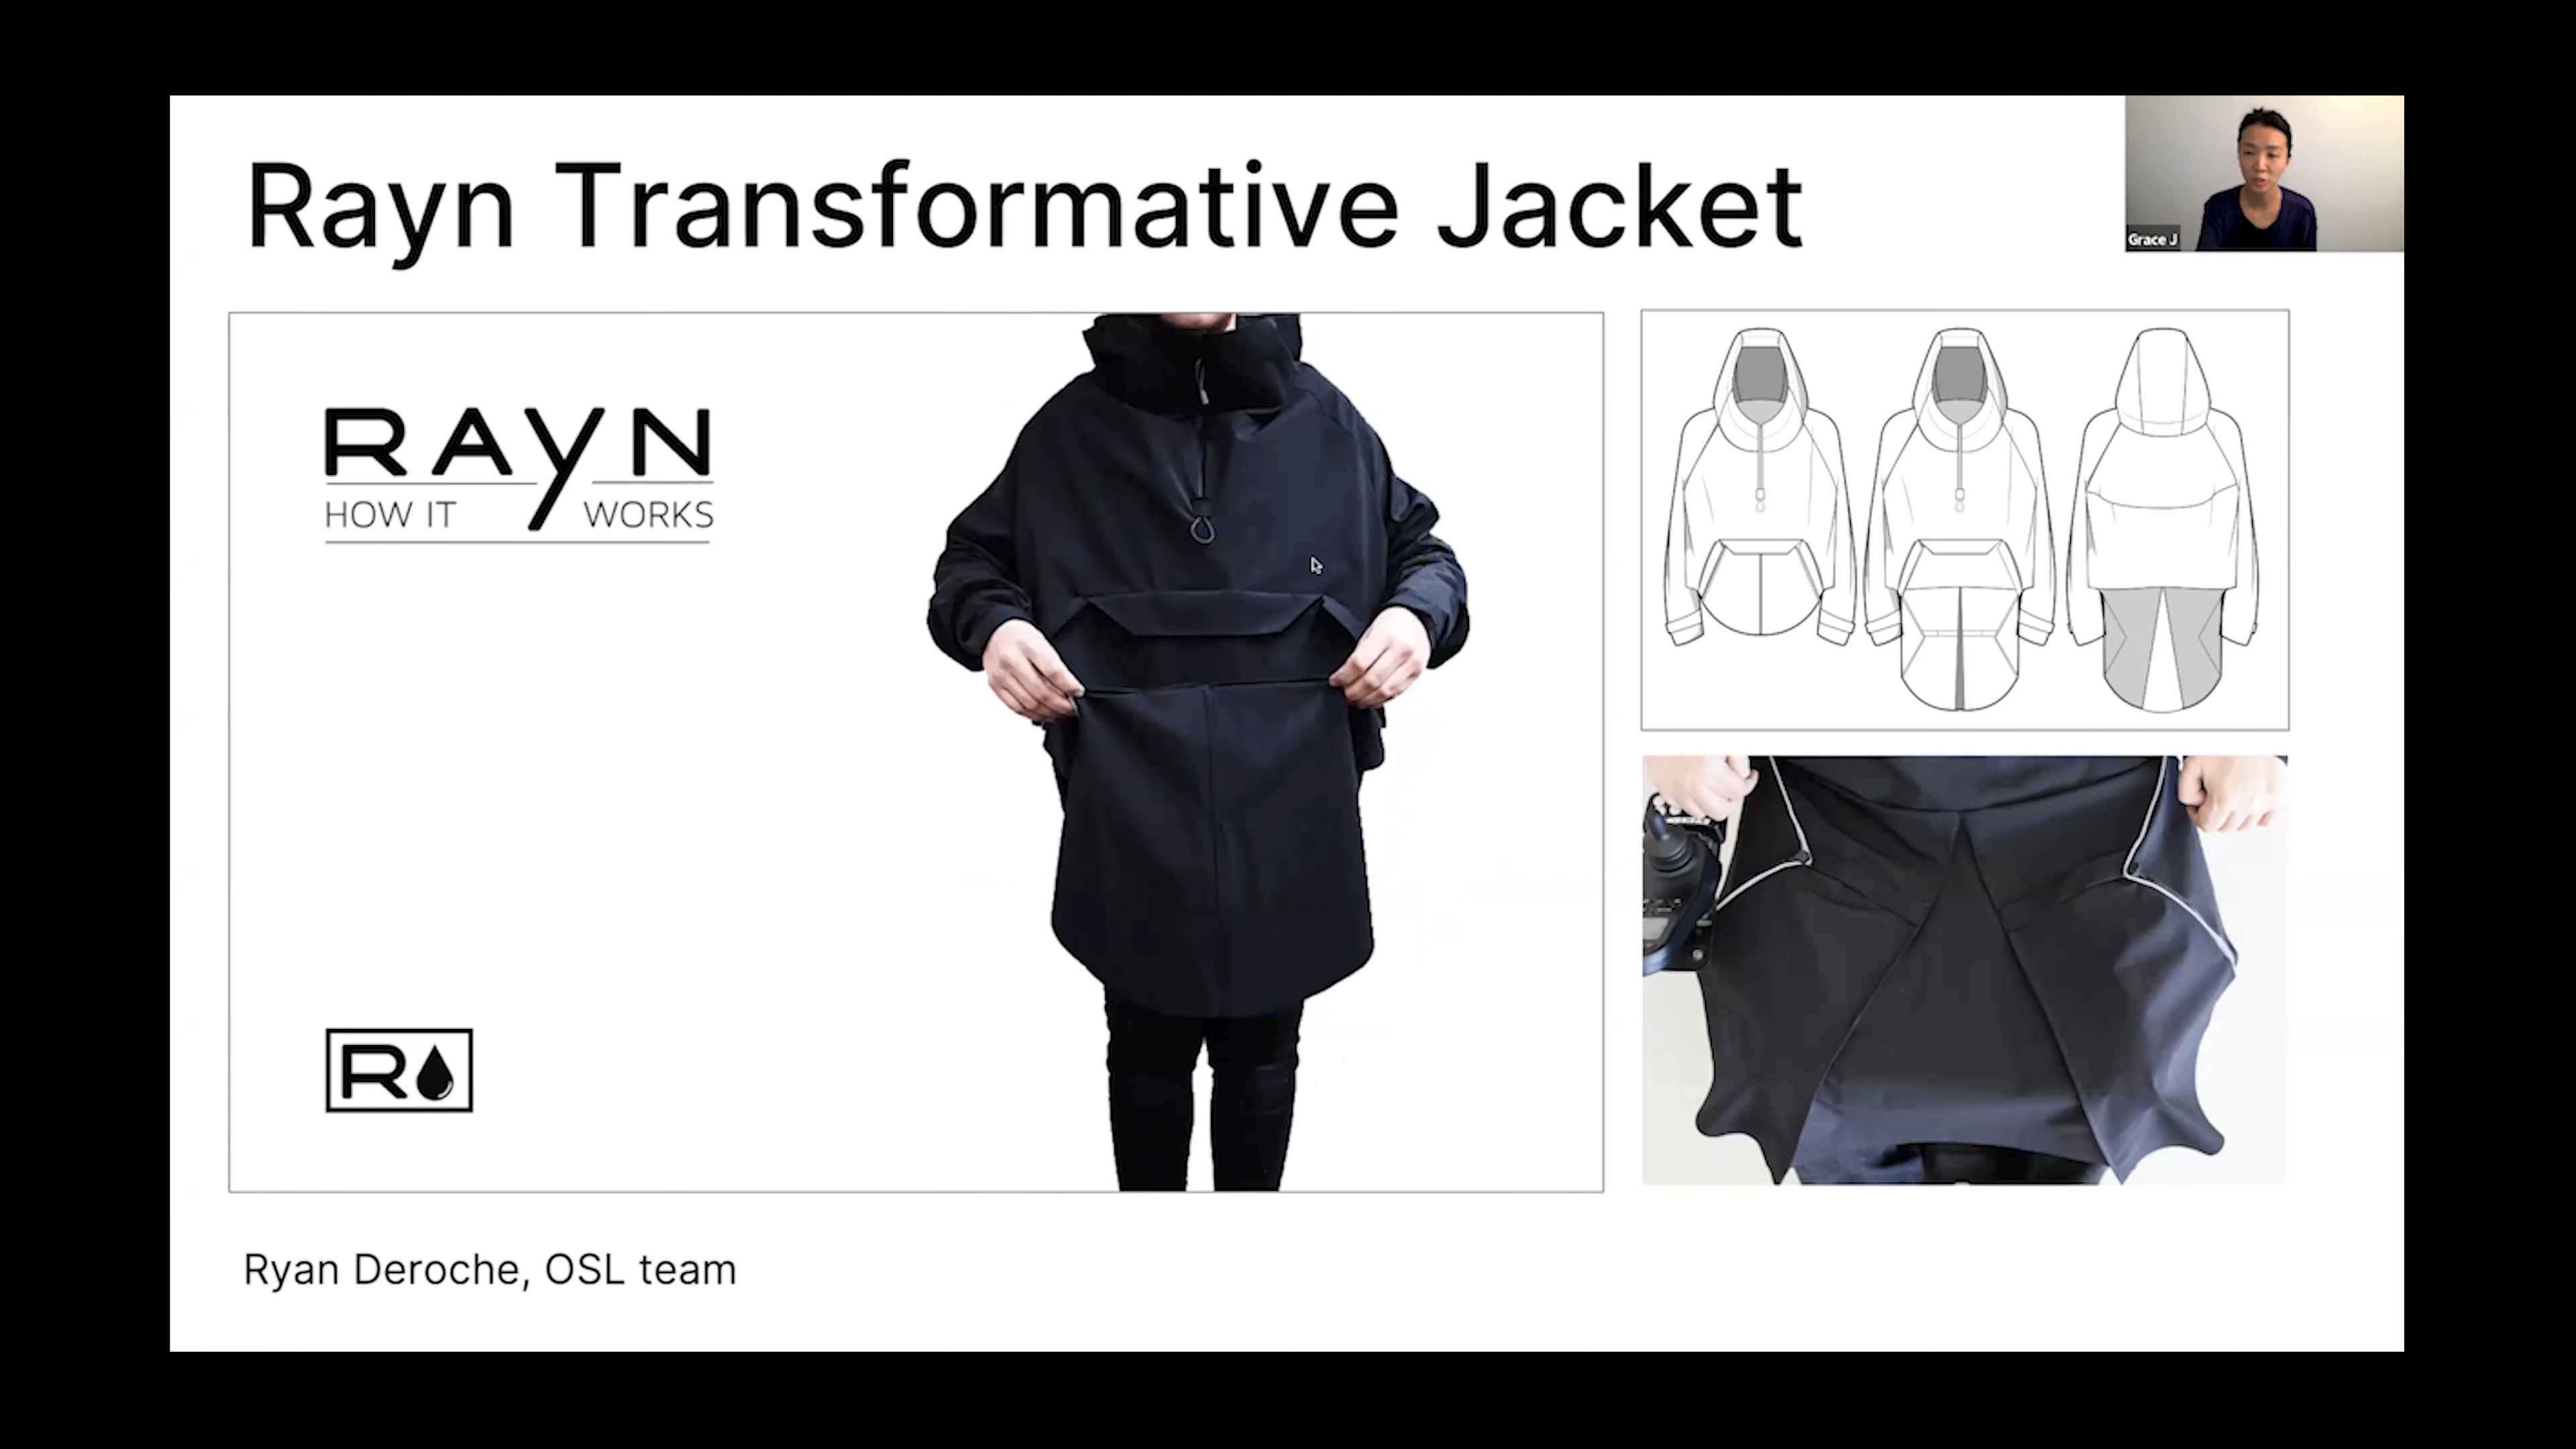 Rayn Transformative Jacket
Grace J
RAYN
HOW IT WORKS
R
Ryan Deroche, OSL team